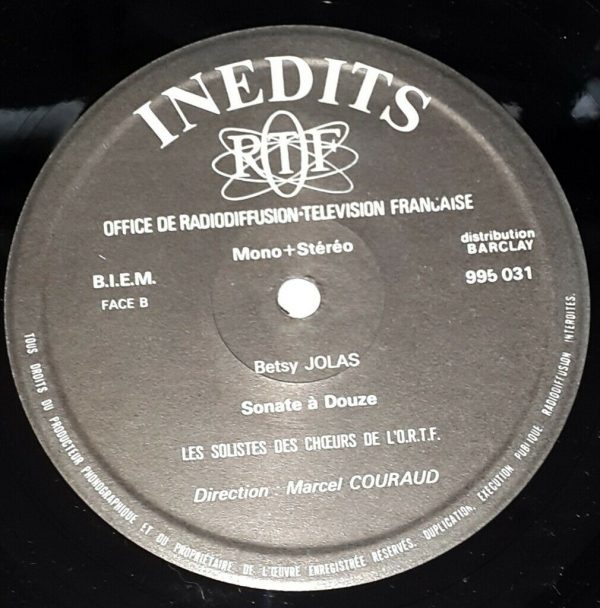 INEDITS
RTF
OFFICE DE RADIODIFFUSION-TELEVISION FRANCAISE
Mono+Stéréo
distribution
BARCLAY
B.I.E.M.
995 031
FACE B
Betsy JOLAS
Sonate à Douze
LES SOLISTES DES CHŒURS DE L'O.R.T.F.
Direction : Marcel COURAUD
TOUS DROITS DU PRODUCTEUR PHONOGRAPHIQUE ET DU PROPRIÉTAIRE DE L'ŒUVRE ENREGISTRÉE RÉSERVÉS. DUPLICATION, EXÉCUTION PUBLIQUE RADIODIFFUSION INTERDITES.